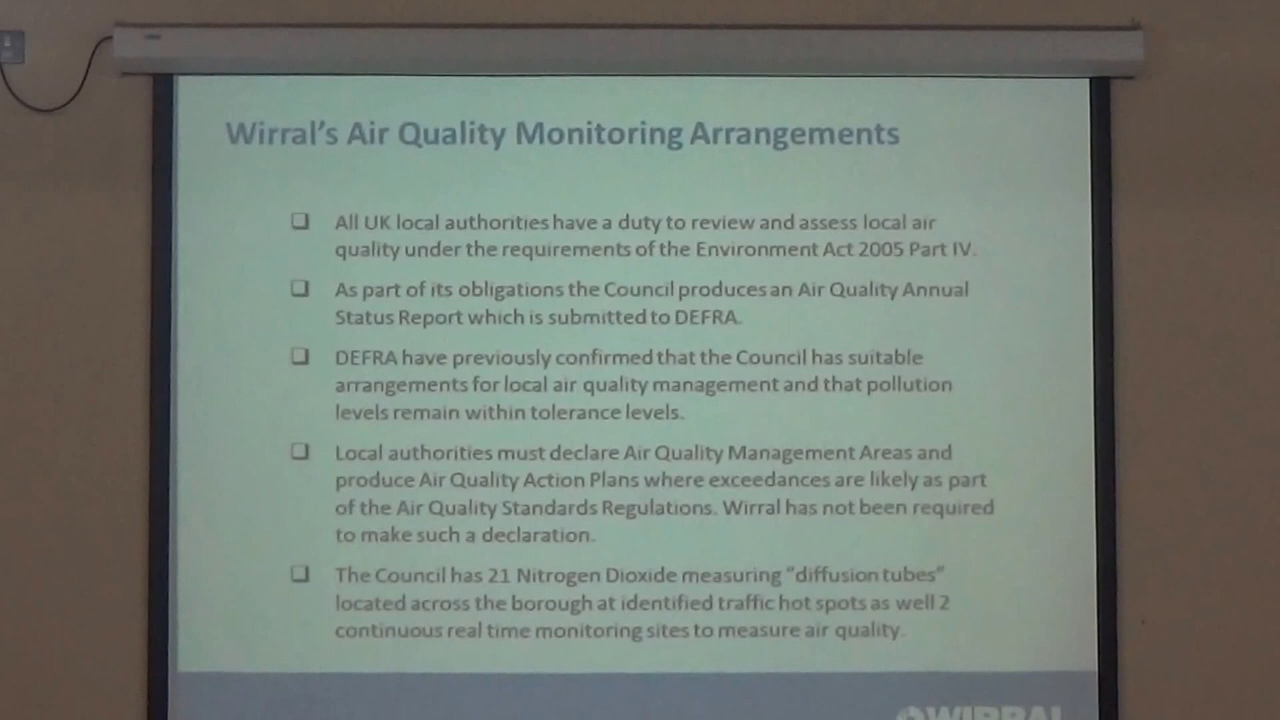 Wirral's Air Quality Monitoring Arrangements
❑ All UK local authorities have a duty to review and assess local air
quality under the requirements of the Environment Act 2005 Part IV.
❑ As part of its obligations the Council produces an Air Quality Annual
Status Report which is submitted to DEFRA.
❑ DEFRA have previously confirmed that the Council has suitable
arrangements for local air quality management and that pollution
levels remain within tolerance levels.
❑ Local authorities must declare Air Quality Management Areas and
produce Air Quality Action Plans where exceedances are likely as part
of the Air Quality Standards Regulations. Wirral has not been required
to make such a declaration.
❑ The Council has 21 Nitrogen Dioxide measuring "diffusion tubes"
located across the borough at identified traffic hot spots as well 2
continuous real time monitoring sites to measure air quality.
WIRRAL